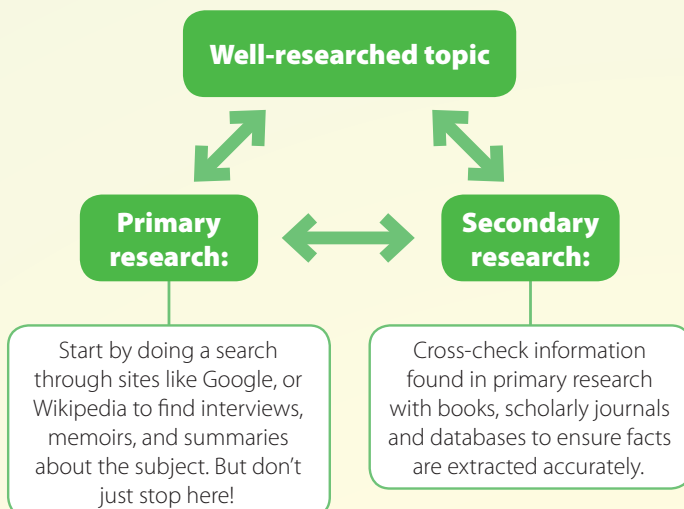 Well-researched topic
Primary
research:
Start by doing a search
through sites like Google, or
Wikipedia to find interviews,
memoirs, and summaries
about the subject. But don’t
just stop here!
Secondary
research:
Cross-check information
found in primary research
with books, scholarly journals
and databases to ensure facts
are extracted accurately.